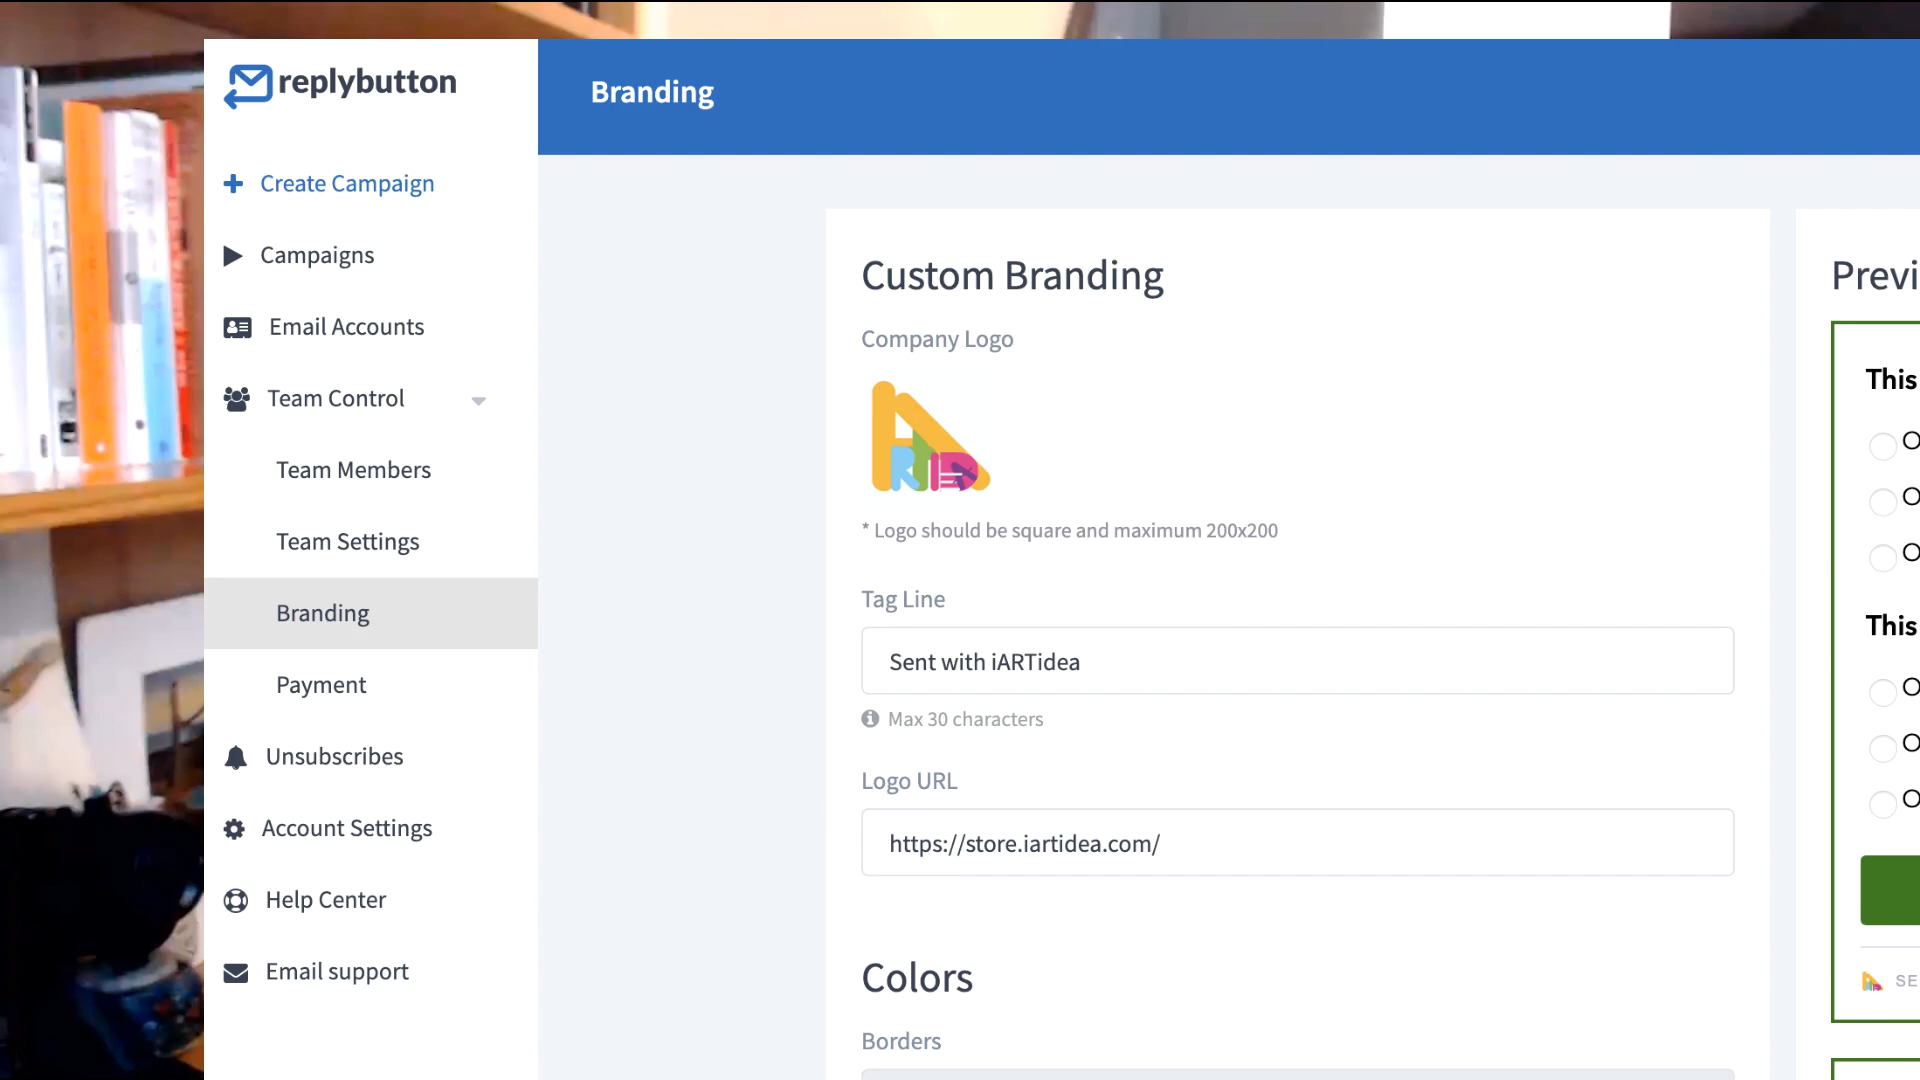 replybutton
Branding
Create Campaign
Campaigns
Email Accounts
Team Control
Team Members
Team Settings
Branding
Payment
Unsubscribes
Account Settings
Help Center
Email support
Custom Branding
Company Logo
* Logo should be square and maximum 200x200
Tag Line
Sent with iARTidea
Max 30 characters
Logo URL
https://store.iartidea.com/
Colors
Borders
This
This